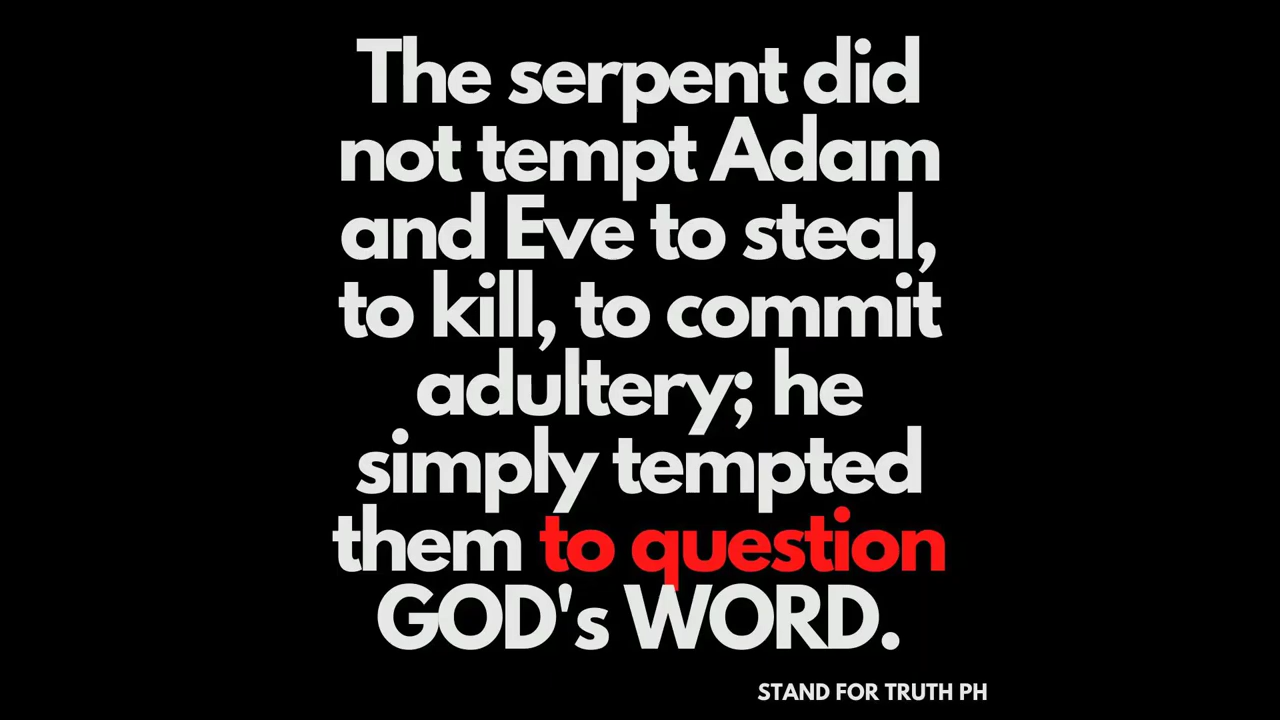 The serpent did
not tempt Adam
and Eve to steal,
to kill, to commit
adultery; he
simply tempted
them to question
GOD's WORD.
STAND FOR TRUTH PH